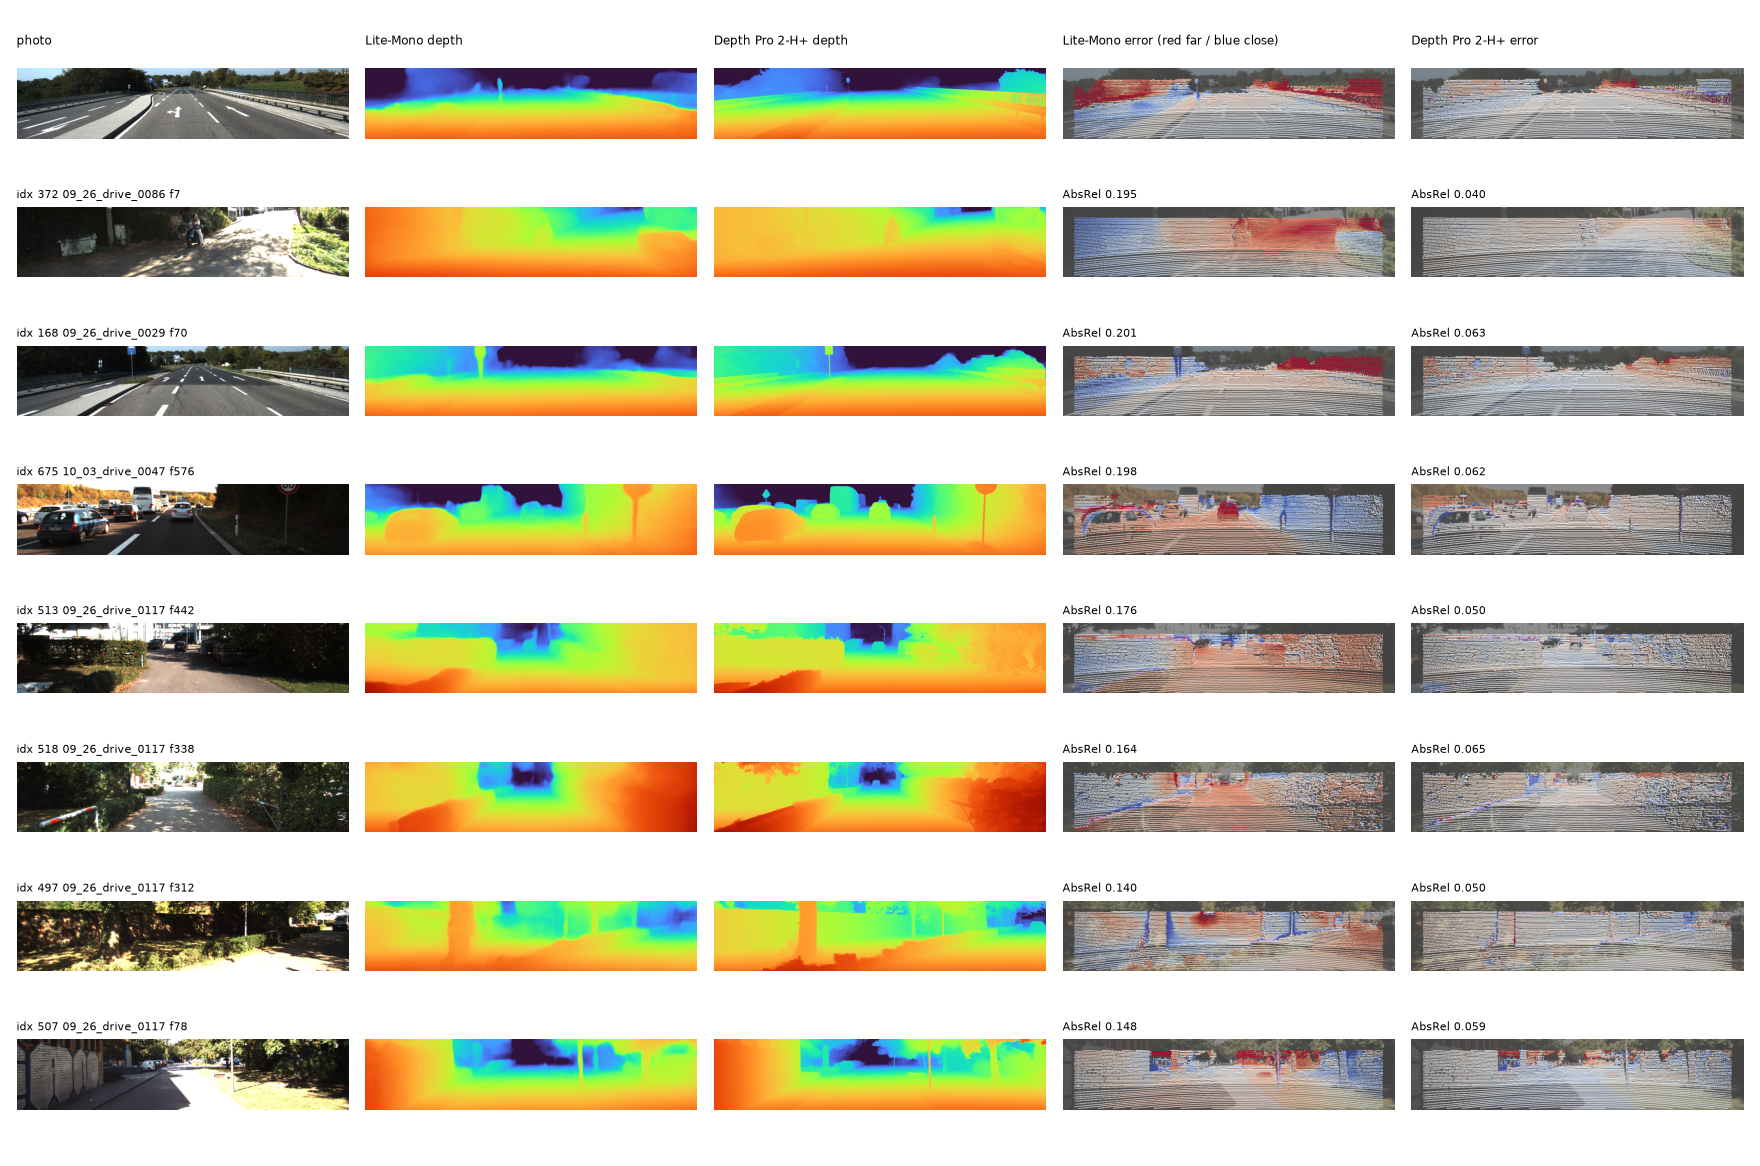 photo
Lite-Mono depth
Depth Pro 2-H+ depth
Lite-Mono error (red far / blue close)
Depth Pro 2-H+ error
idx 372 09_26_drive_0086 f7
AbsRel 0.195
AbsRel 0.040
idx 168 09_26_drive_0029 f70
AbsRel 0.201
AbsRel 0.063
idx 675 10_03_drive_0047 f576
AbsRel 0.198
AbsRel 0.062
idx 513 09_26_drive_0117 f442
AbsRel 0.176
AbsRel 0.050
idx 518 09_26_drive_0117 f338
AbsRel 0.164
AbsRel 0.065
idx 497 09_26_drive_0117 f312
AbsRel 0.140
AbsRel 0.050
idx 507 09_26_drive_0117 f78
AbsRel 0.148
AbsRel 0.059